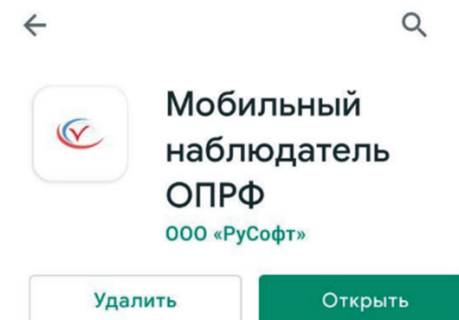 Мобильный
наблюдатель
ОПРФ
ООО «РуСофт»
Удалить Открыть